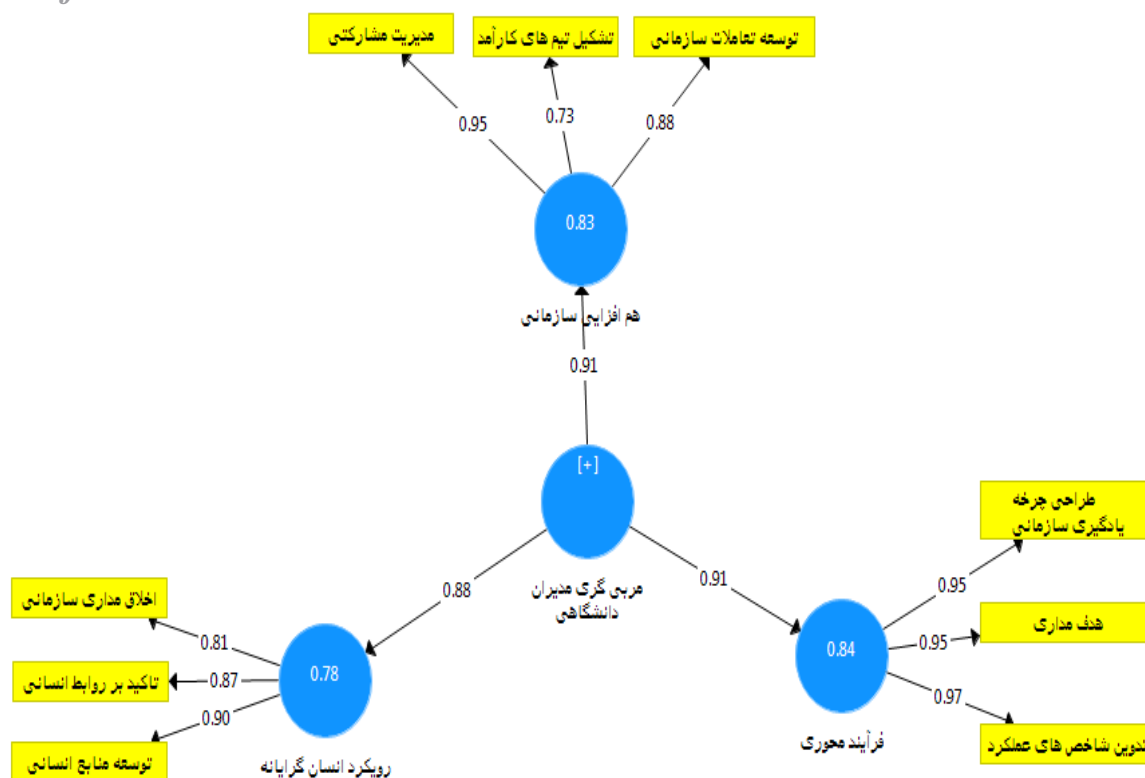 مدیریت مشارکتی
تشکیل تیم های کارآمد
توسعه تعاملات سازمانی
0.95
0.73
0.88
0.83
هم افزایی سازمانی
0.91
[+]
مربی گری مدیران
دانشگاهی
0.88
0.91
اخلاق مداری سازمانی
تاکید بر روابط انسانی
توسعه منابع انسانی
0.81
0.87
0.90
0.78
رویکرد انسان گرایانه
طراحی چرخه
یادگیری سازمانی
هدف مداری
تدوین شاخص های عملکرد
0.95
0.95
0.97
0.84
فرآیند محوری